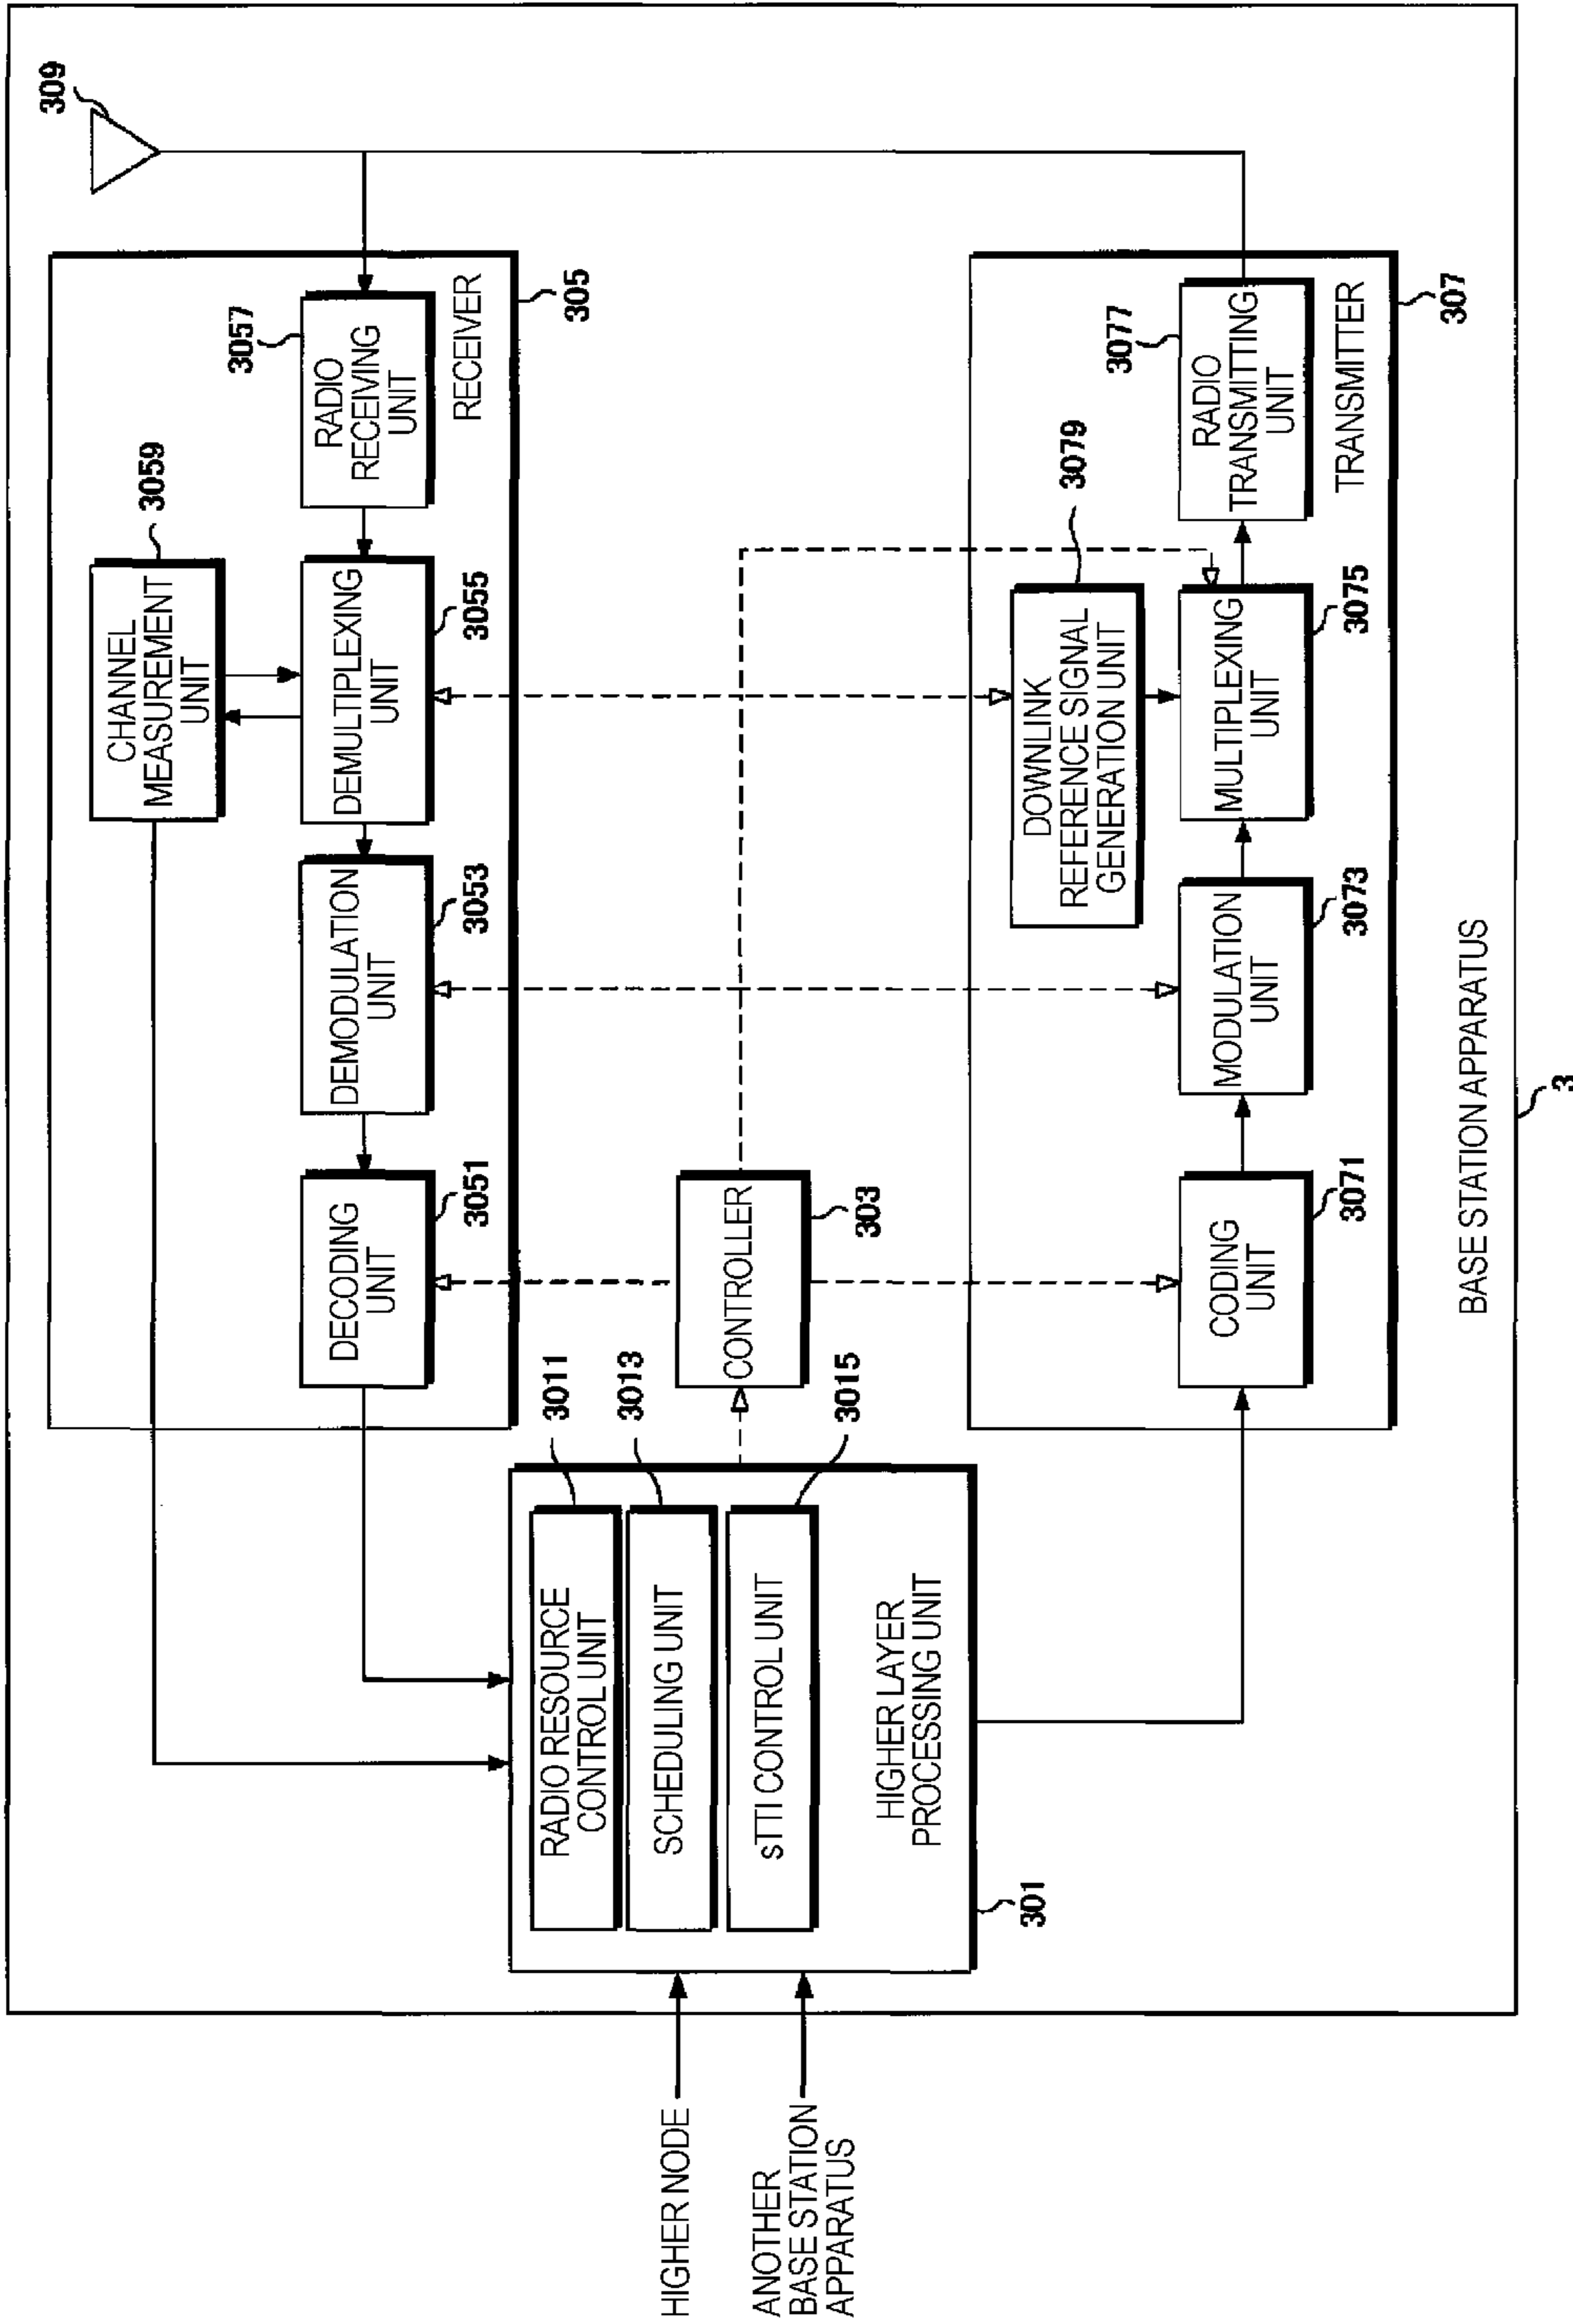 309
3059
CHANNEL
MEASUREMENT
UNIT
3057
RADIO
RECEIVING
UNIT
DEMULTIPLEXING
UNIT
3055
DEMODULATION
UNIT
3053
DECODING
UNIT
3051
RECEIVER
305
HIGHER NODE
ANOTHER
BASE STATION
APPARATUS
RADIO RESOURCE
CONTROL UNIT
3011
SCHEDULING UNIT
3013
sTTI CONTROL UNIT
3015
HIGHER LAYER
PROCESSING UNIT
301
CONTROLLER
303
DOWNLINK
REFERENCE SIGNAL
GENERATION UNIT
3079
CODING
UNIT
3071
MODULATION
UNIT
3073
MULTIPLEXING
UNIT
3075
3077
RADIO
TRANSMITTING
UNIT
TRANSMITTER
307
BASE STATION APPARATUS
3